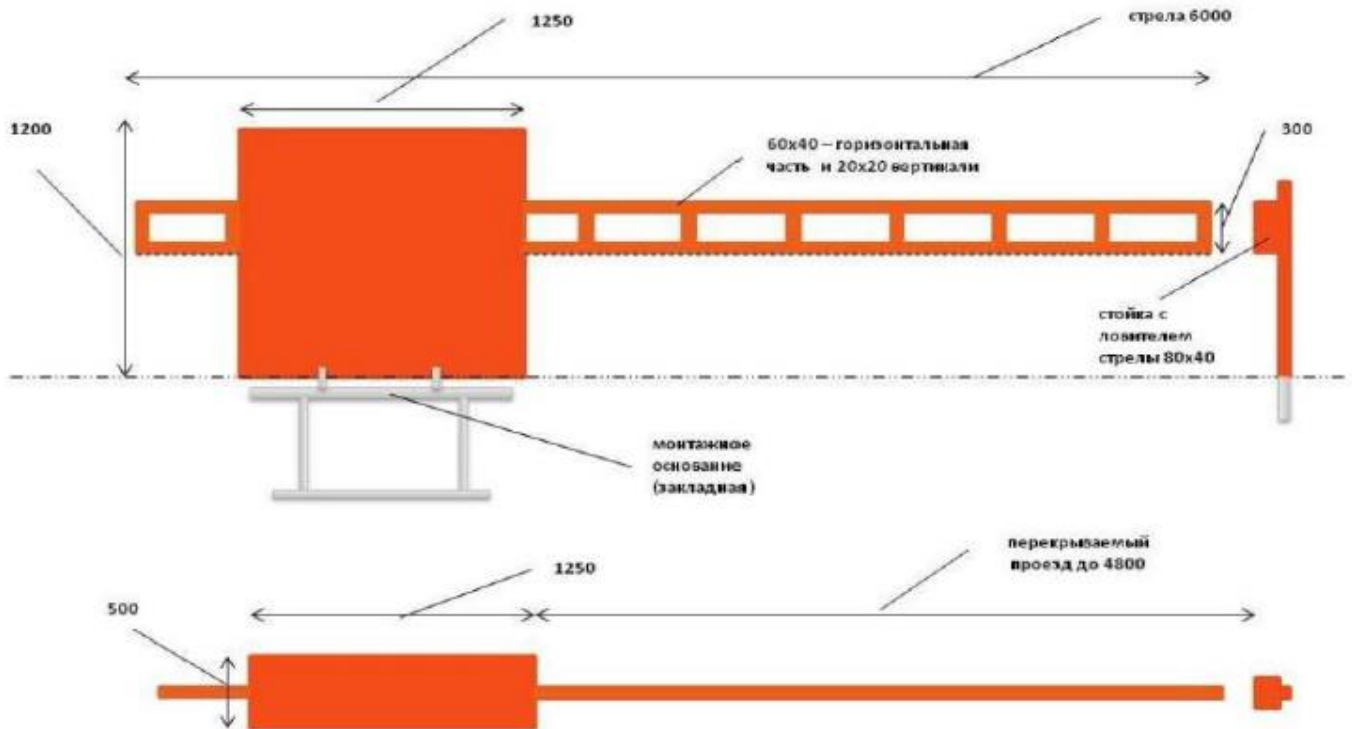 1250
стрела 6000
1200
60х40 – горизонтальная
часть и 20х20 вертикали
300
стойка с
ловителем
стрелы 80х40
монтажное
основание
(закладная)
перекрываемый
проезд до 4800
1250
500